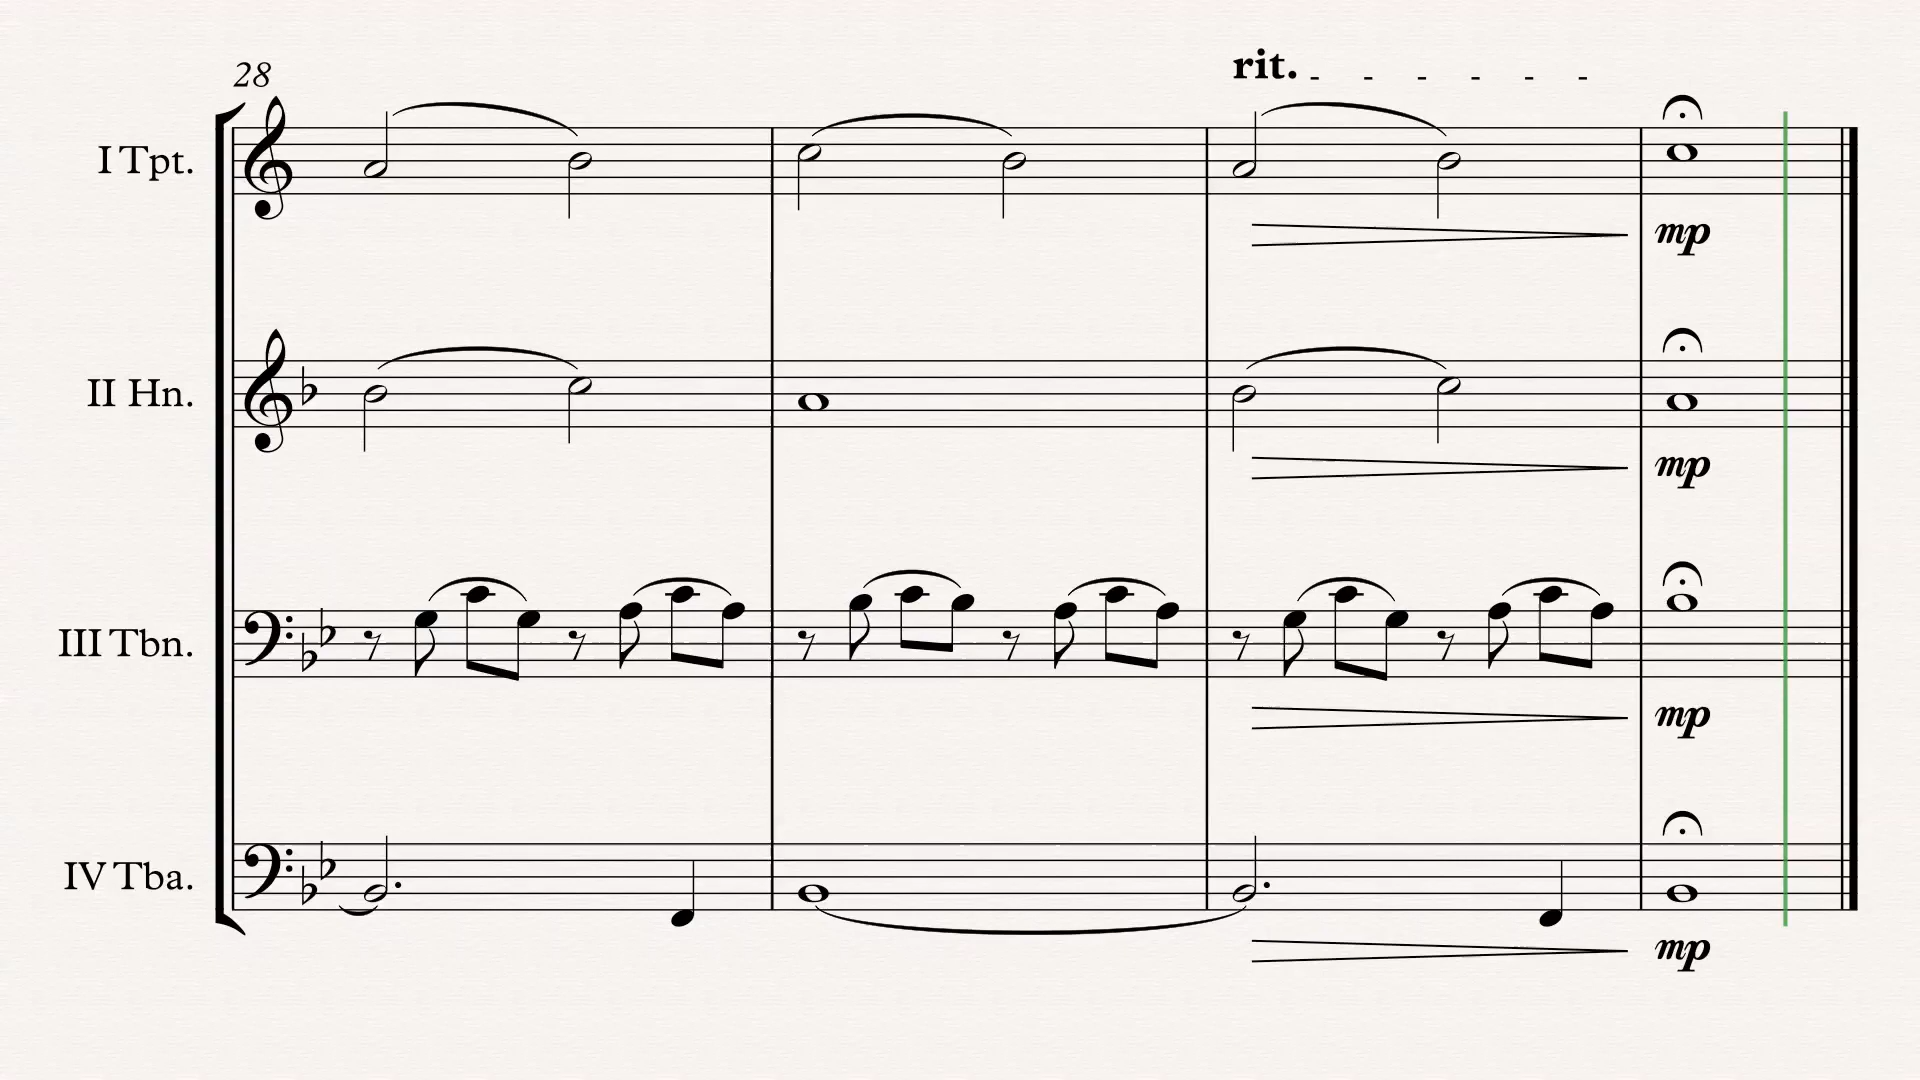 rit.
28
I Tpt.
mp
II Hn.
mp
III Tbn.
mp
IV Tba.
mp